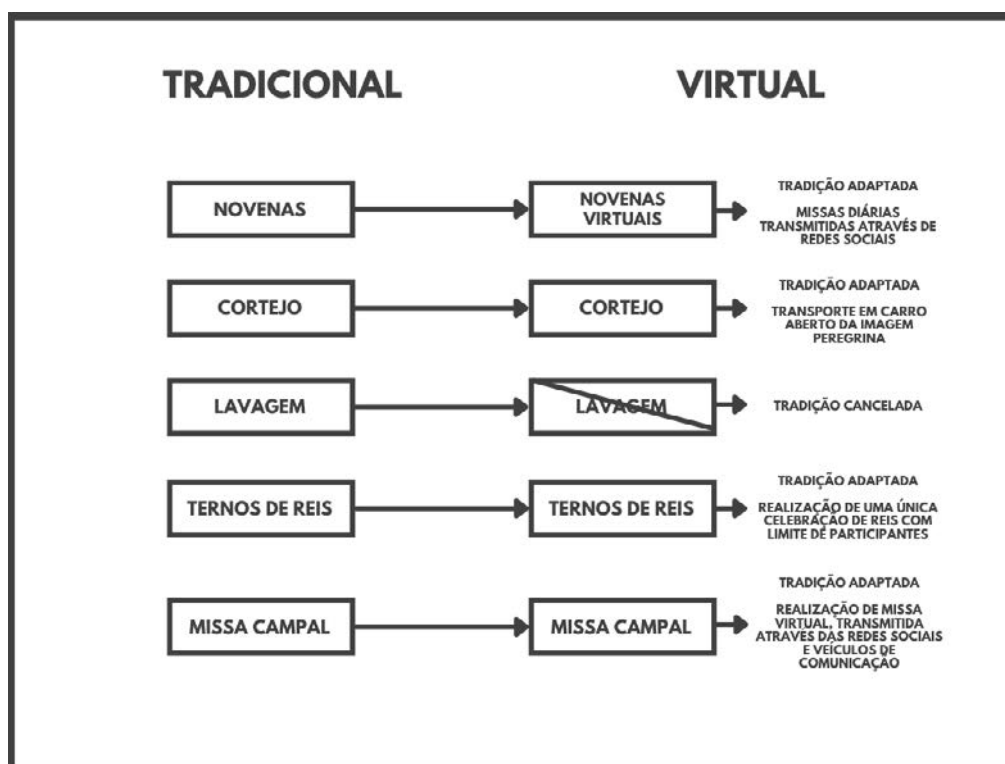 TRADICIONAL
VIRTUAL
NOVENAS
NOVENAS
VIRTUAIS
TRADIÇÃO ADAPTADA
MISSAS DIÁRIAS
TRANSMITIDAS ATRAVÉS DE
REDES SOCIAIS
CORTEJO
CORTEJO
TRADIÇÃO ADAPTADA
TRANSPORTE EM CARRO
ABERTO DA IMAGEM
PEREGRINA
LAVAGEM
LAVAGEM
TRADIÇÃO CANCELADA
TERNOS DE REIS
TERNOS DE REIS
TRADIÇÃO ADAPTADA
REALIZAÇÃO DE UMA ÚNICA
CELEBRAÇÃO DE REIS COM
LIMITE DE PARTICIPANTES
MISSA CAMPAL
MISSA CAMPAL
TRADIÇÃO ADAPTADA
REALIZAÇÃO DE MISSA
VIRTUAL, TRANSMITIDA
ATRAVÉS DAS REDES SOCIAIS
E VEÍCULOS DE
COMUNICAÇÃO